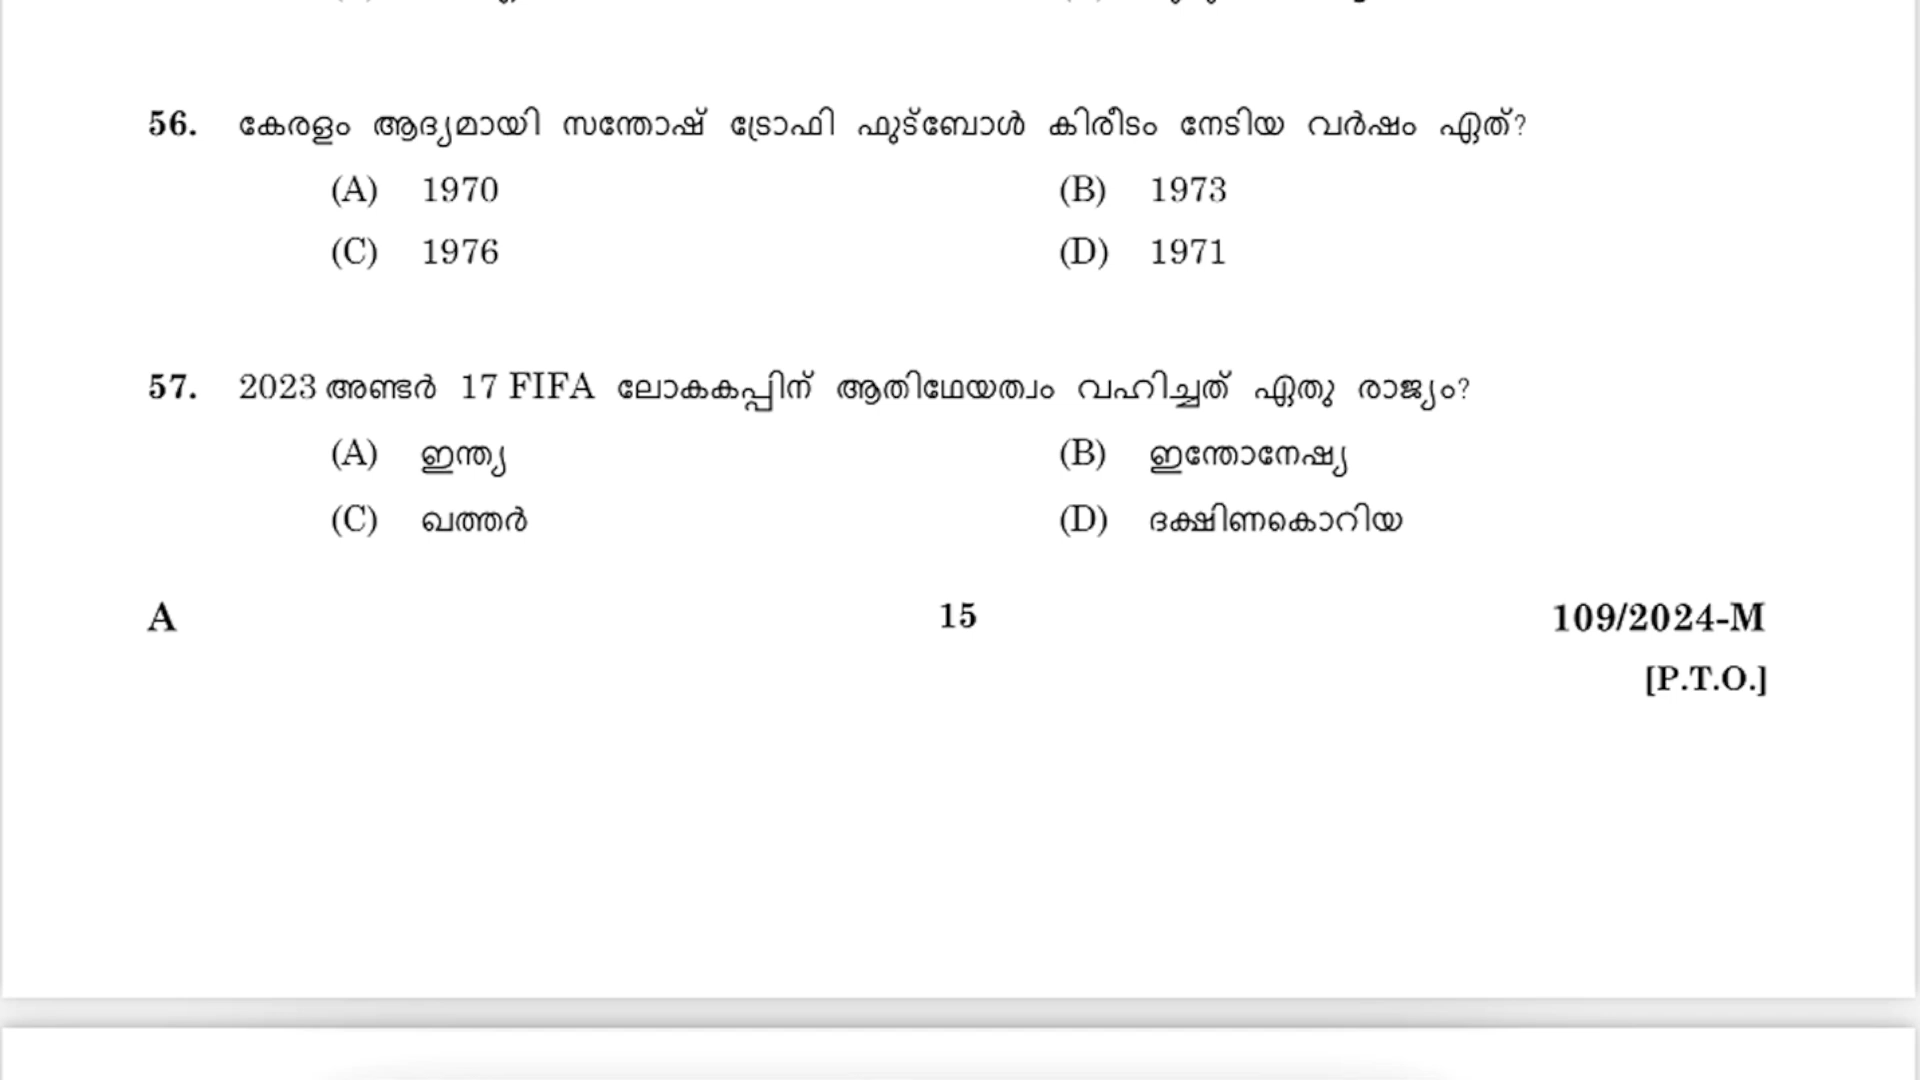 56. കേരളം ആദ്യമായി സന്തോഷ് ട്രോഫി ഫുട്ബോൾ കിരീടം നേടിയ വർഷം ഏത്?
(A) 1970 (B) 1973
(C) 1976 (D) 1971
57. 2023 അണ്ടർ 17 FIFA ലോകകപ്പിന് ആതിഥേയത്വം വഹിച്ചത് ഏതു രാജ്യം?
(A) ഇന്ത്യ (B) ഇന്തോനേഷ്യ
(C) ഖത്തർ (D) ദക്ഷിണകൊറിയ
A 15 109/2024-M
[P.T.O.]